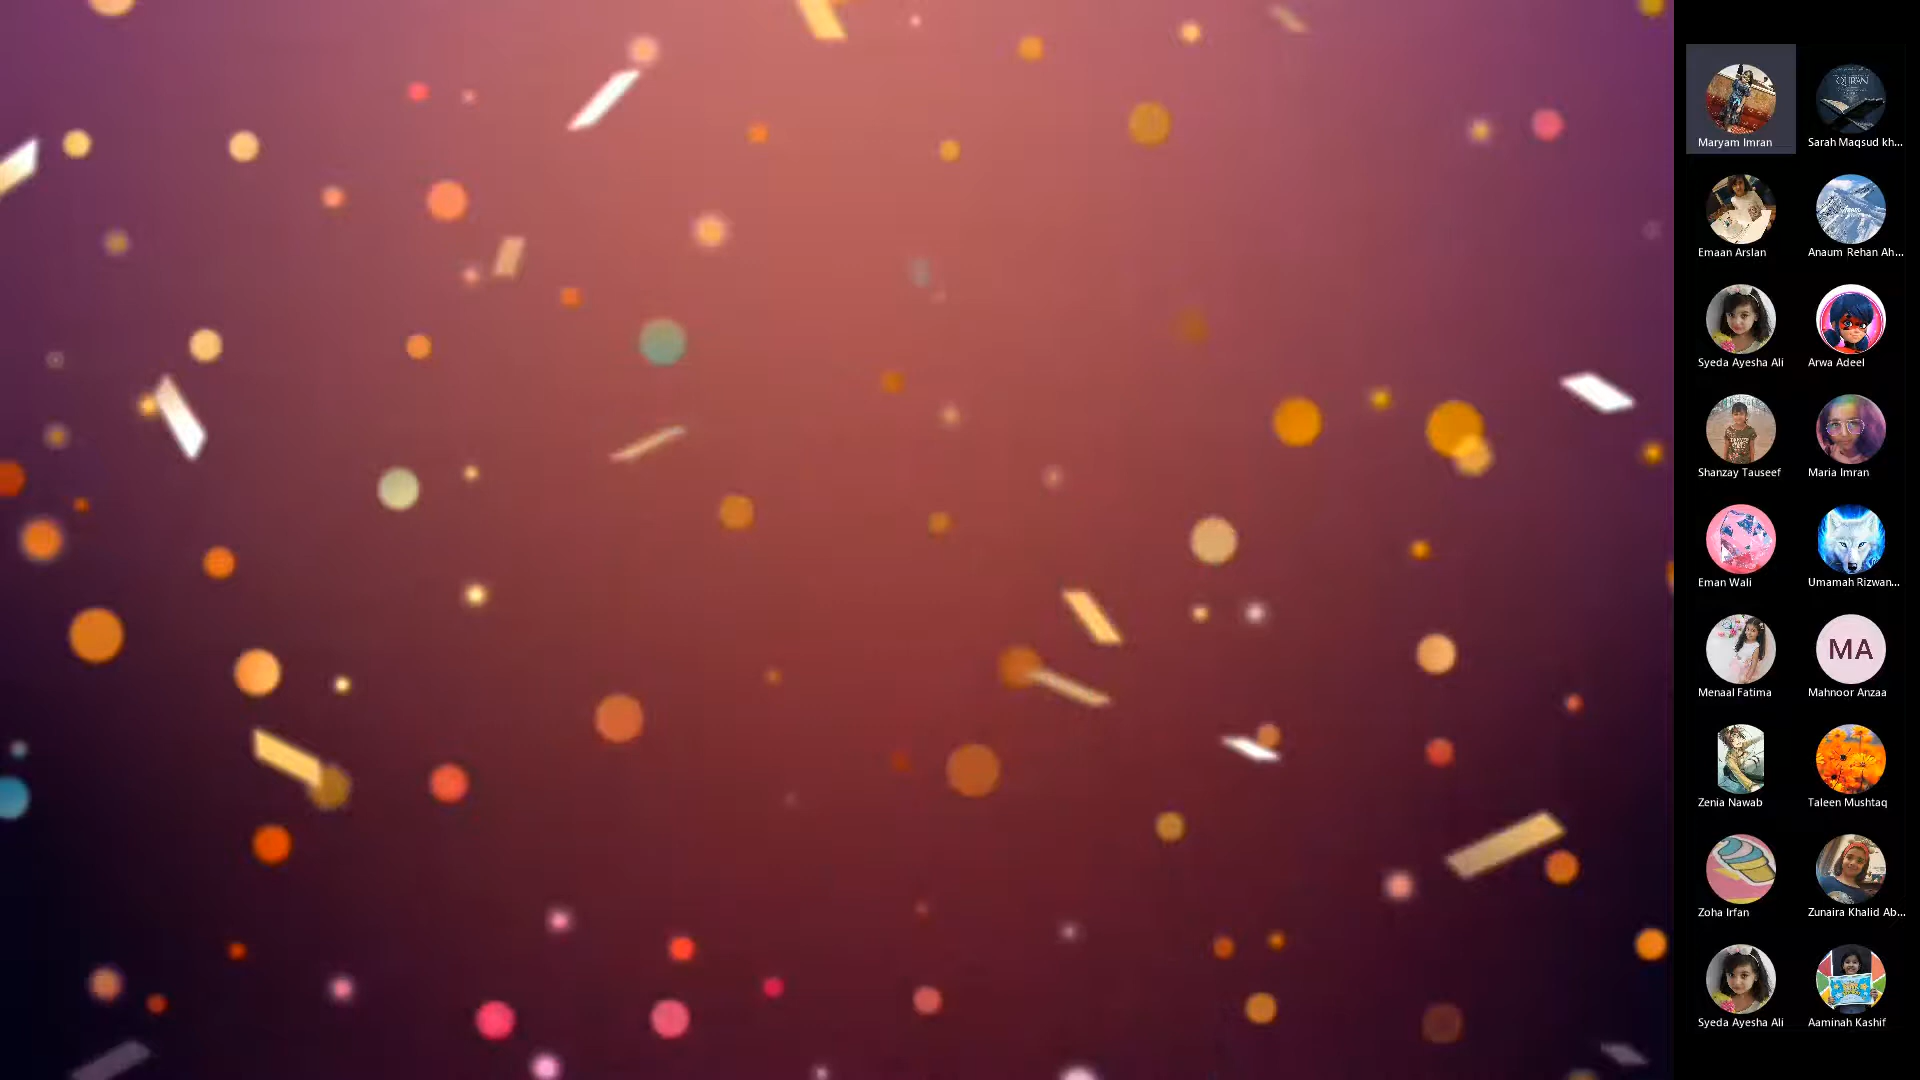 Maryam Imran
Sarah Maqsud kh...
Emaan Arslan
Anaum Rehan Ah...
Syeda Ayesha Ali
Arwa Adeel
Shanzay Tauseef
Maria Imran
Eman Wali
Umamah Rizwan...
Menaal Fatima
MA
Mahnoor Anzaa
Zenia Nawab
Taleen Mushtaq
Zoha Irfan
Zunaira Khalid Ab...
Syeda Ayesha Ali
Aaminah Kashif